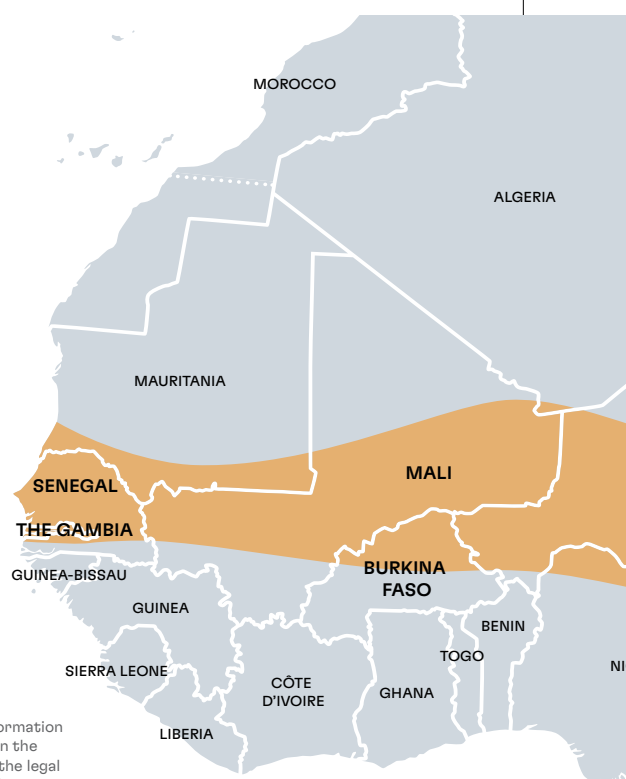 MOROCCO
ALGERIA
MAURITANIA
MALI
SENEGAL
THE GAMBIA
BURKINA
FASO
GUINEA-BISSAU
GUINEA
BENIN
TOGO
NI
SIERRA LEONE
CÔTE
D'IVOIRE
GHANA
LIBERIA
ormation
n the
the legal